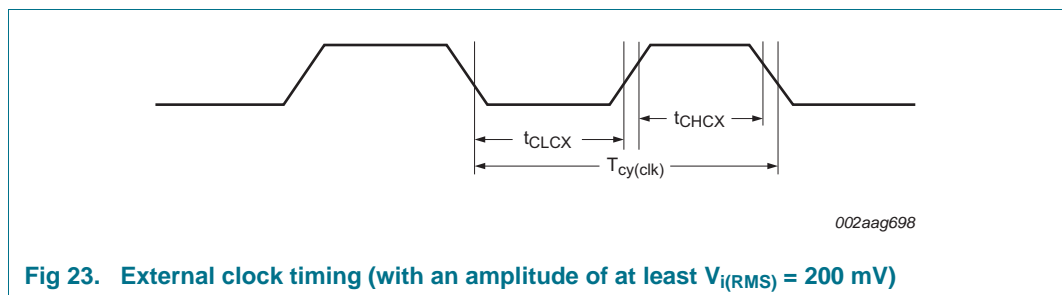 tCLCX
tCHCX
Tcy(clk)
002aag698
Fig 23. External clock timing (with an amplitude of at least Vi(RMS) = 200 mV)